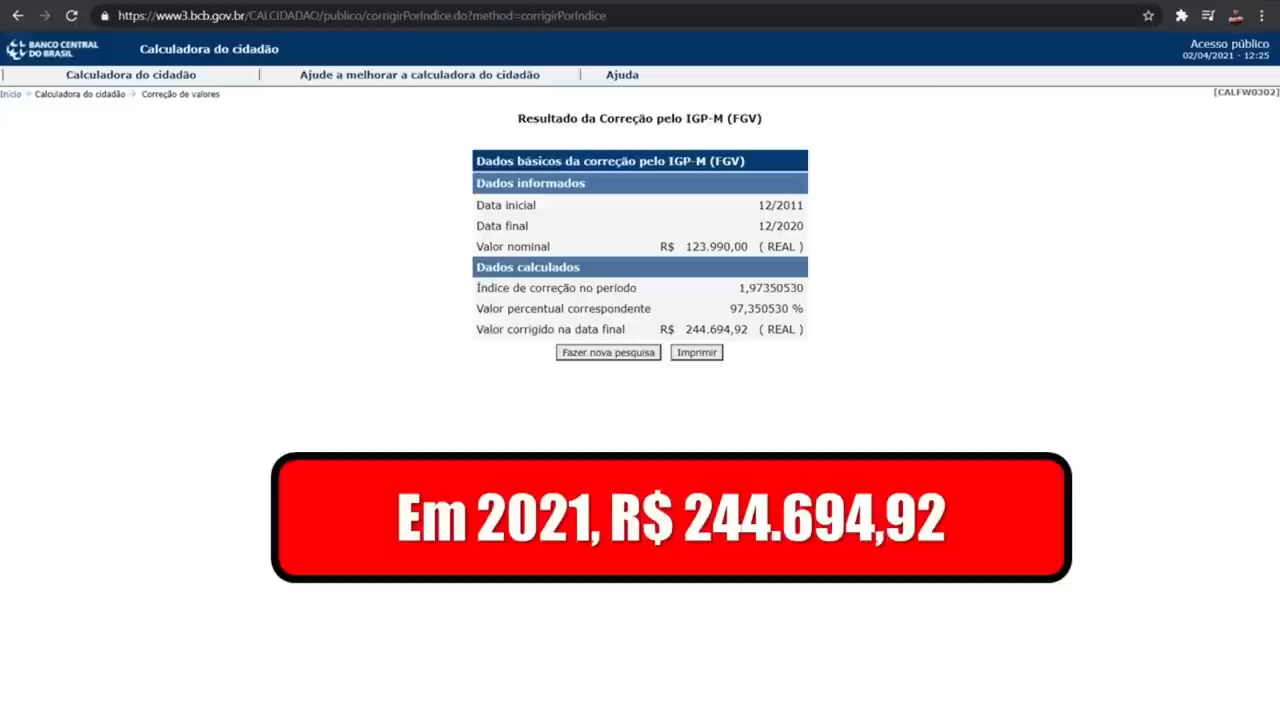 https://www3.bcb.gov.br/CALCIDADAO/publico/corrigirPorIndice.do?method=corrigirPorIndice
BANCO CENTRAL
DO BRASIL
Calculadora do cidadão
Acesso público
02/04/2021 - 12:25
Calculadora do cidadão | Ajude a melhorar a calculadora do cidadão | Ajuda
Início → Calculadora do cidadão → Correção de valores
[CALFW0302]
Resultado da Correção pelo IGP-M (FGV)
Dados básicos da correção pelo IGP-M (FGV)
Dados informados
Data inicial 12/2011
Data final 12/2020
Valor nominal R$ 123.990,00 ( REAL )
Dados calculados
Índice de correção no período 1,97350530
Valor percentual correspondente 97,350530 %
Valor corrigido na data final R$ 244.694,92 ( REAL )
Fazer nova pesquisa Imprimir
Em 2021, R$ 244.694,92